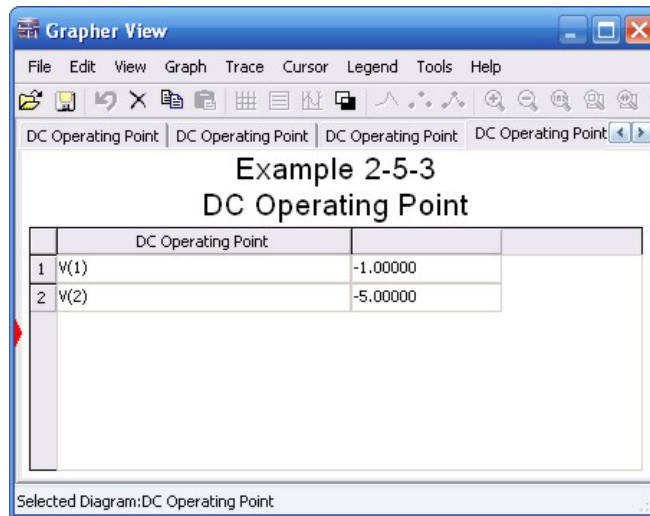 Grapher View
File Edit View Graph Trace Cursor Legend Tools Help
DC Operating Point DC Operating Point DC Operating Point DC Operating Point
Example 2-5-3
DC Operating Point
DC Operating Point
1 V(1) -1.00000
2 V(2) -5.00000
Selected Diagram:DC Operating Point